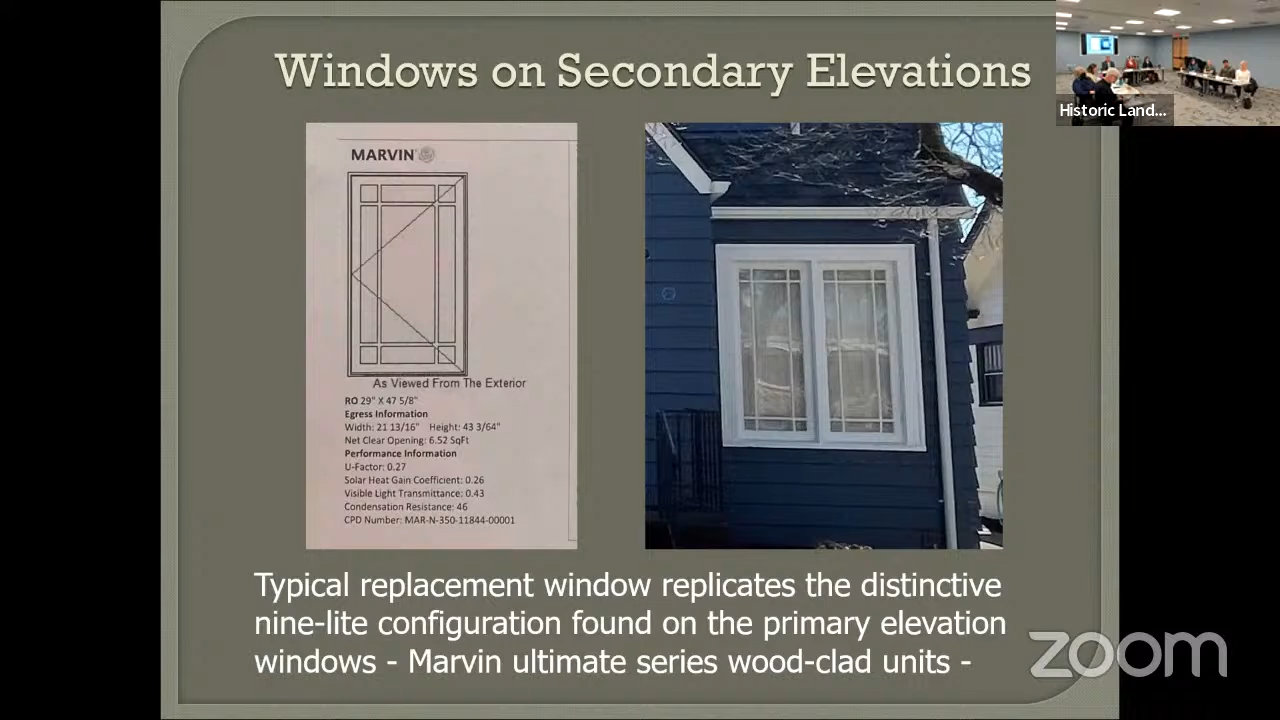 Windows on Secondary Elevations
Historic Land...
MARVIN
As Viewed From The Exterior
RO 29" X 47 5/8"
Egress Information
Width: 21 13/16" Height: 43 3/64"
Net Clear Opening: 6.52 SqFt
Performance Information
U-Factor: 0.27
Solar Heat Gain Coefficient: 0.26
Visible Light Transmittance: 0.43
Condensation Resistance: 46
CPD Number: MAR-N-350-11844-00001
Typical replacement window replicates the distinctive
nine-lite configuration found on the primary elevation
windows - Marvin ultimate series wood-clad units -
zoom